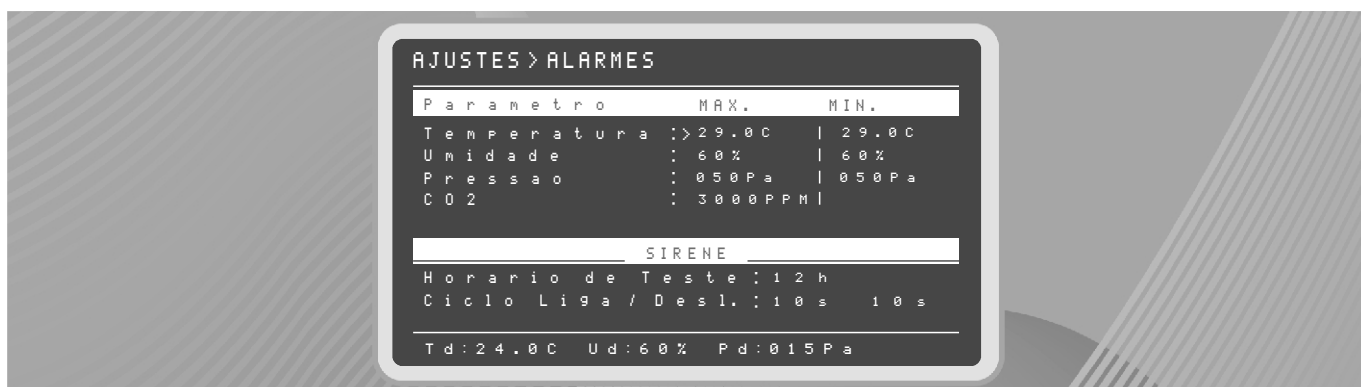 AJUSTES>ALARMES
Parametro MAX. MIN.
Temperatura :>29.0C | 29.0C
Umidade : 60% | 60%
Pressao : 050Pa | 050Pa
CO2 : 3000PPM|
SIRENE
Horario de Teste:12h
Ciclo Liga/Desl.:10s 10s
Td:24.0C Ud:60% Pd:015Pa